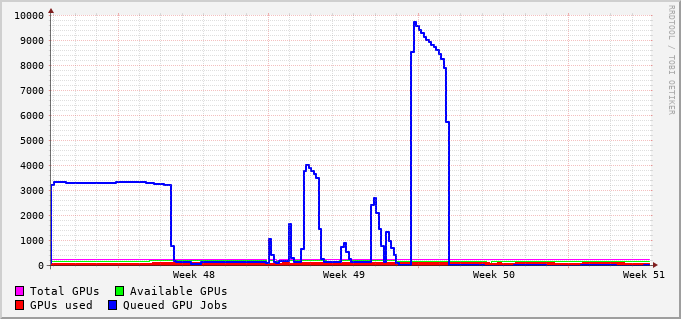 10000
9000
8000
7000
6000
5000
4000
3000
2000
1000
0
Week 48 Week 49 Week 50 Week 51
Total GPUs Available GPUs
GPUs used Queued GPU Jobs
RRDTOOL / TOBI OETIKER